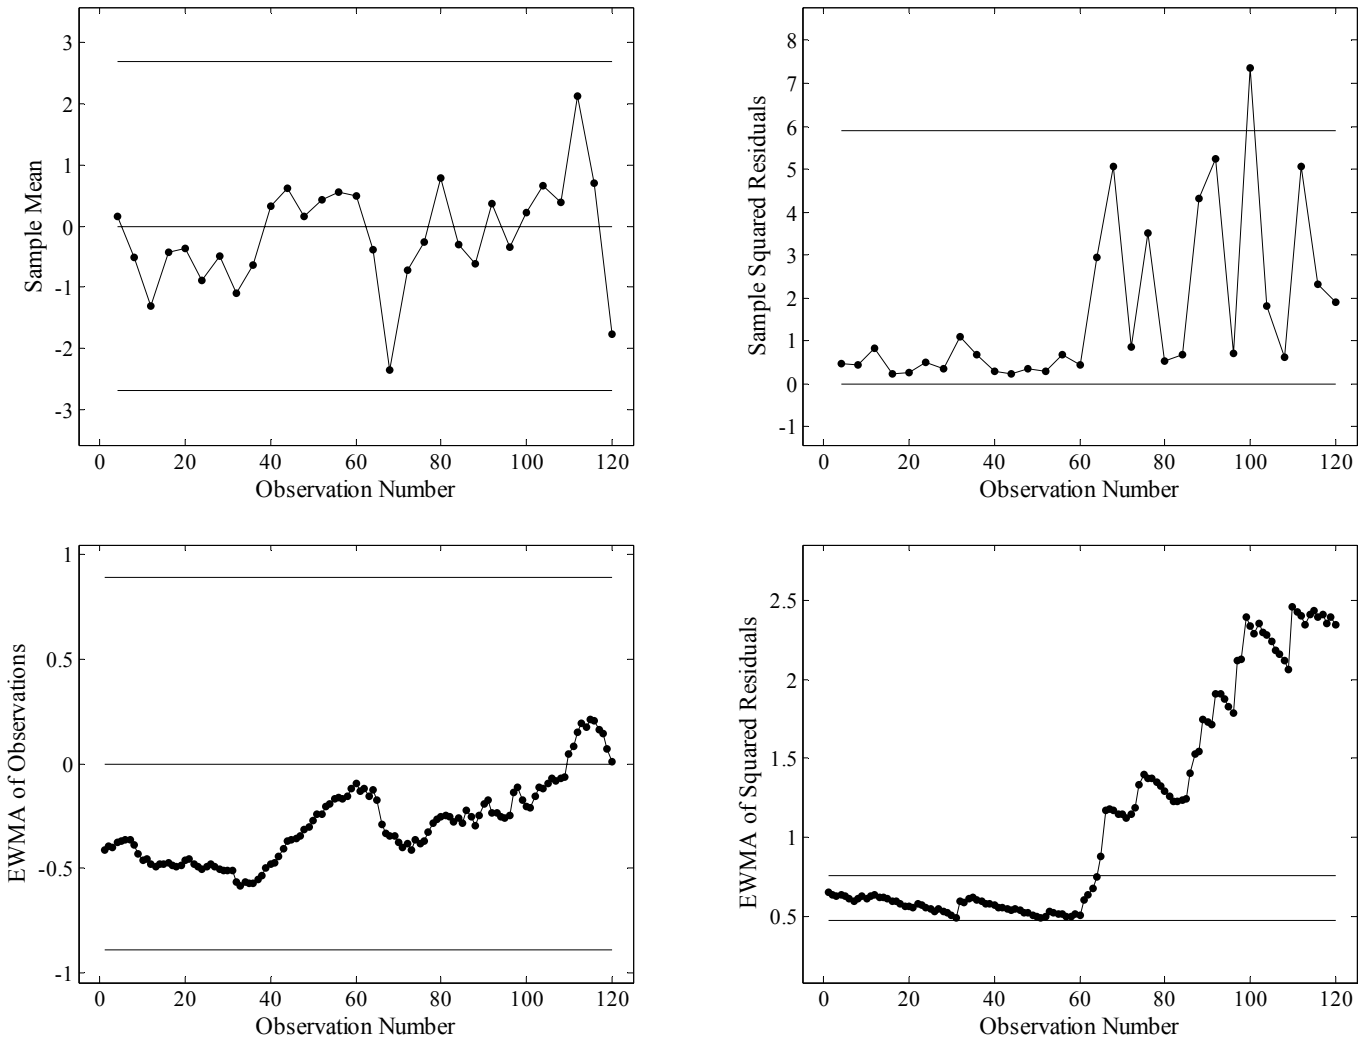 Sample Mean
3
2
1
0
-1
-2
-3
0 20 40 60 80 100 120
Observation Number
Sample Squared Residuals
8
7
6
5
4
3
2
1
0
-1
0 20 40 60 80 100 120
Observation Number
EWMA of Observations
1
0.5
0
-0.5
-1
0 20 40 60 80 100 120
Observation Number
EWMA of Squared Residuals
2.5
2
1.5
1
0.5
0 20 40 60 80 100 120
Observation Number